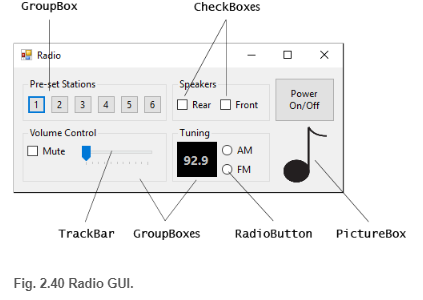 GroupBox
CheckBoxes
Radio
Pre-set Stations
1 2 3 4 5 6
Speakers
Rear Front
Power
On/Off
Volume Control
Mute
Tuning
92.9
AM
FM
TrackBar GroupBoxes RadioButton PictureBox
Fig. 2.40 Radio GUI.